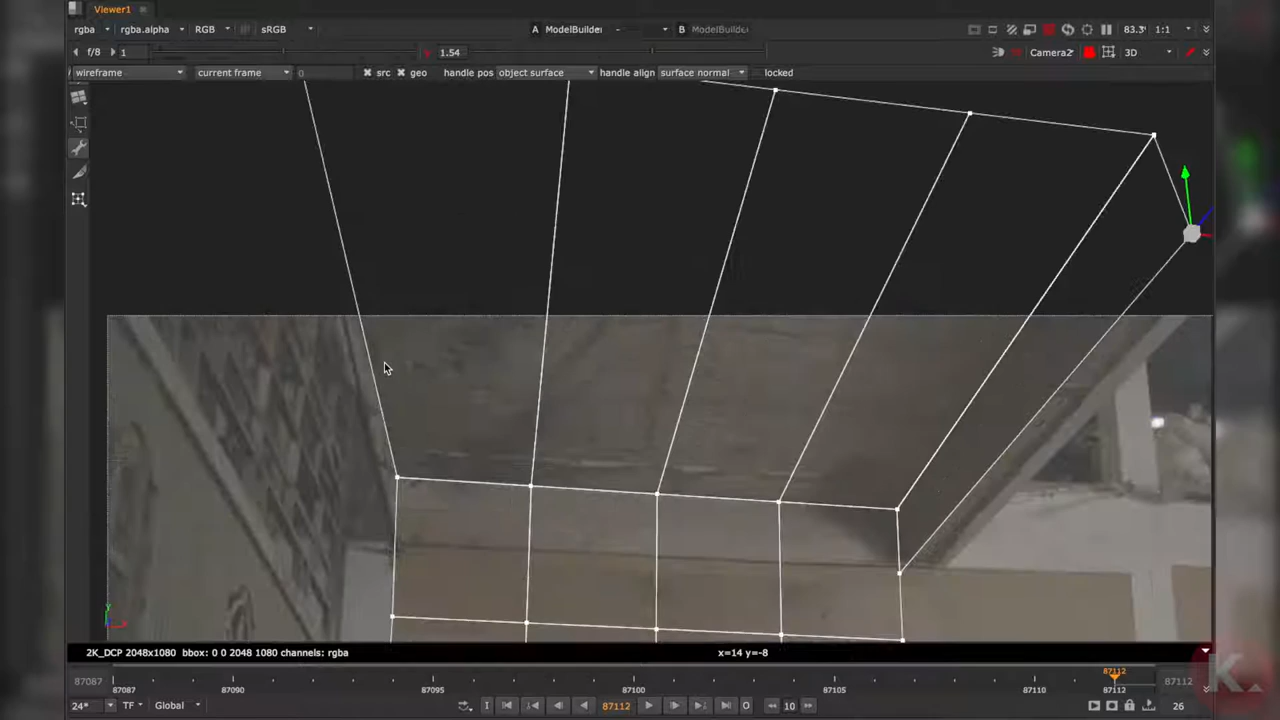 Viewer1
rgba rgba.alpha RGB sRGB A ModelBuilder - B ModelBuilder 83.3 1:1
f/8 1 1.54 Camera2 3D
wireframe current frame 0 src geo handle pos object surface handle align surface normal locked
y
2K_DCP 2048x1080 bbox: 0 0 2048 1080 channels: rgba x=14 y=-8
87112
87087 87112
87087 87090 87095 87100 87105 87110 87112
24* TF Global I 87112 O 10 26
K.